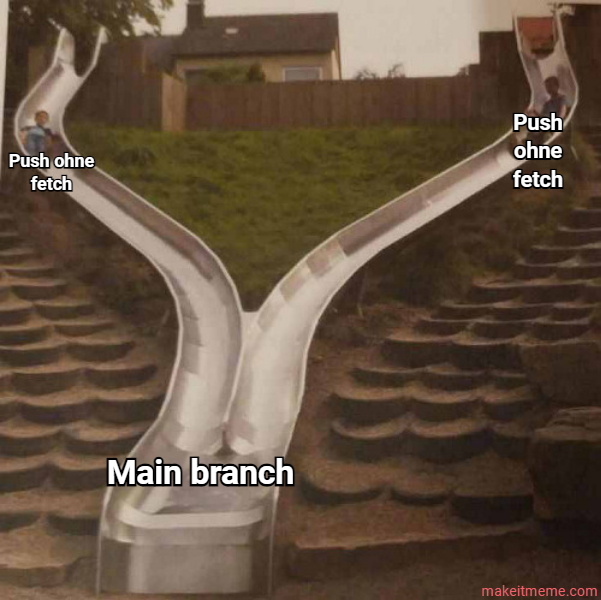 Push ohne
fetch
Push
ohne
fetch
Main branch
makeitmeme.com